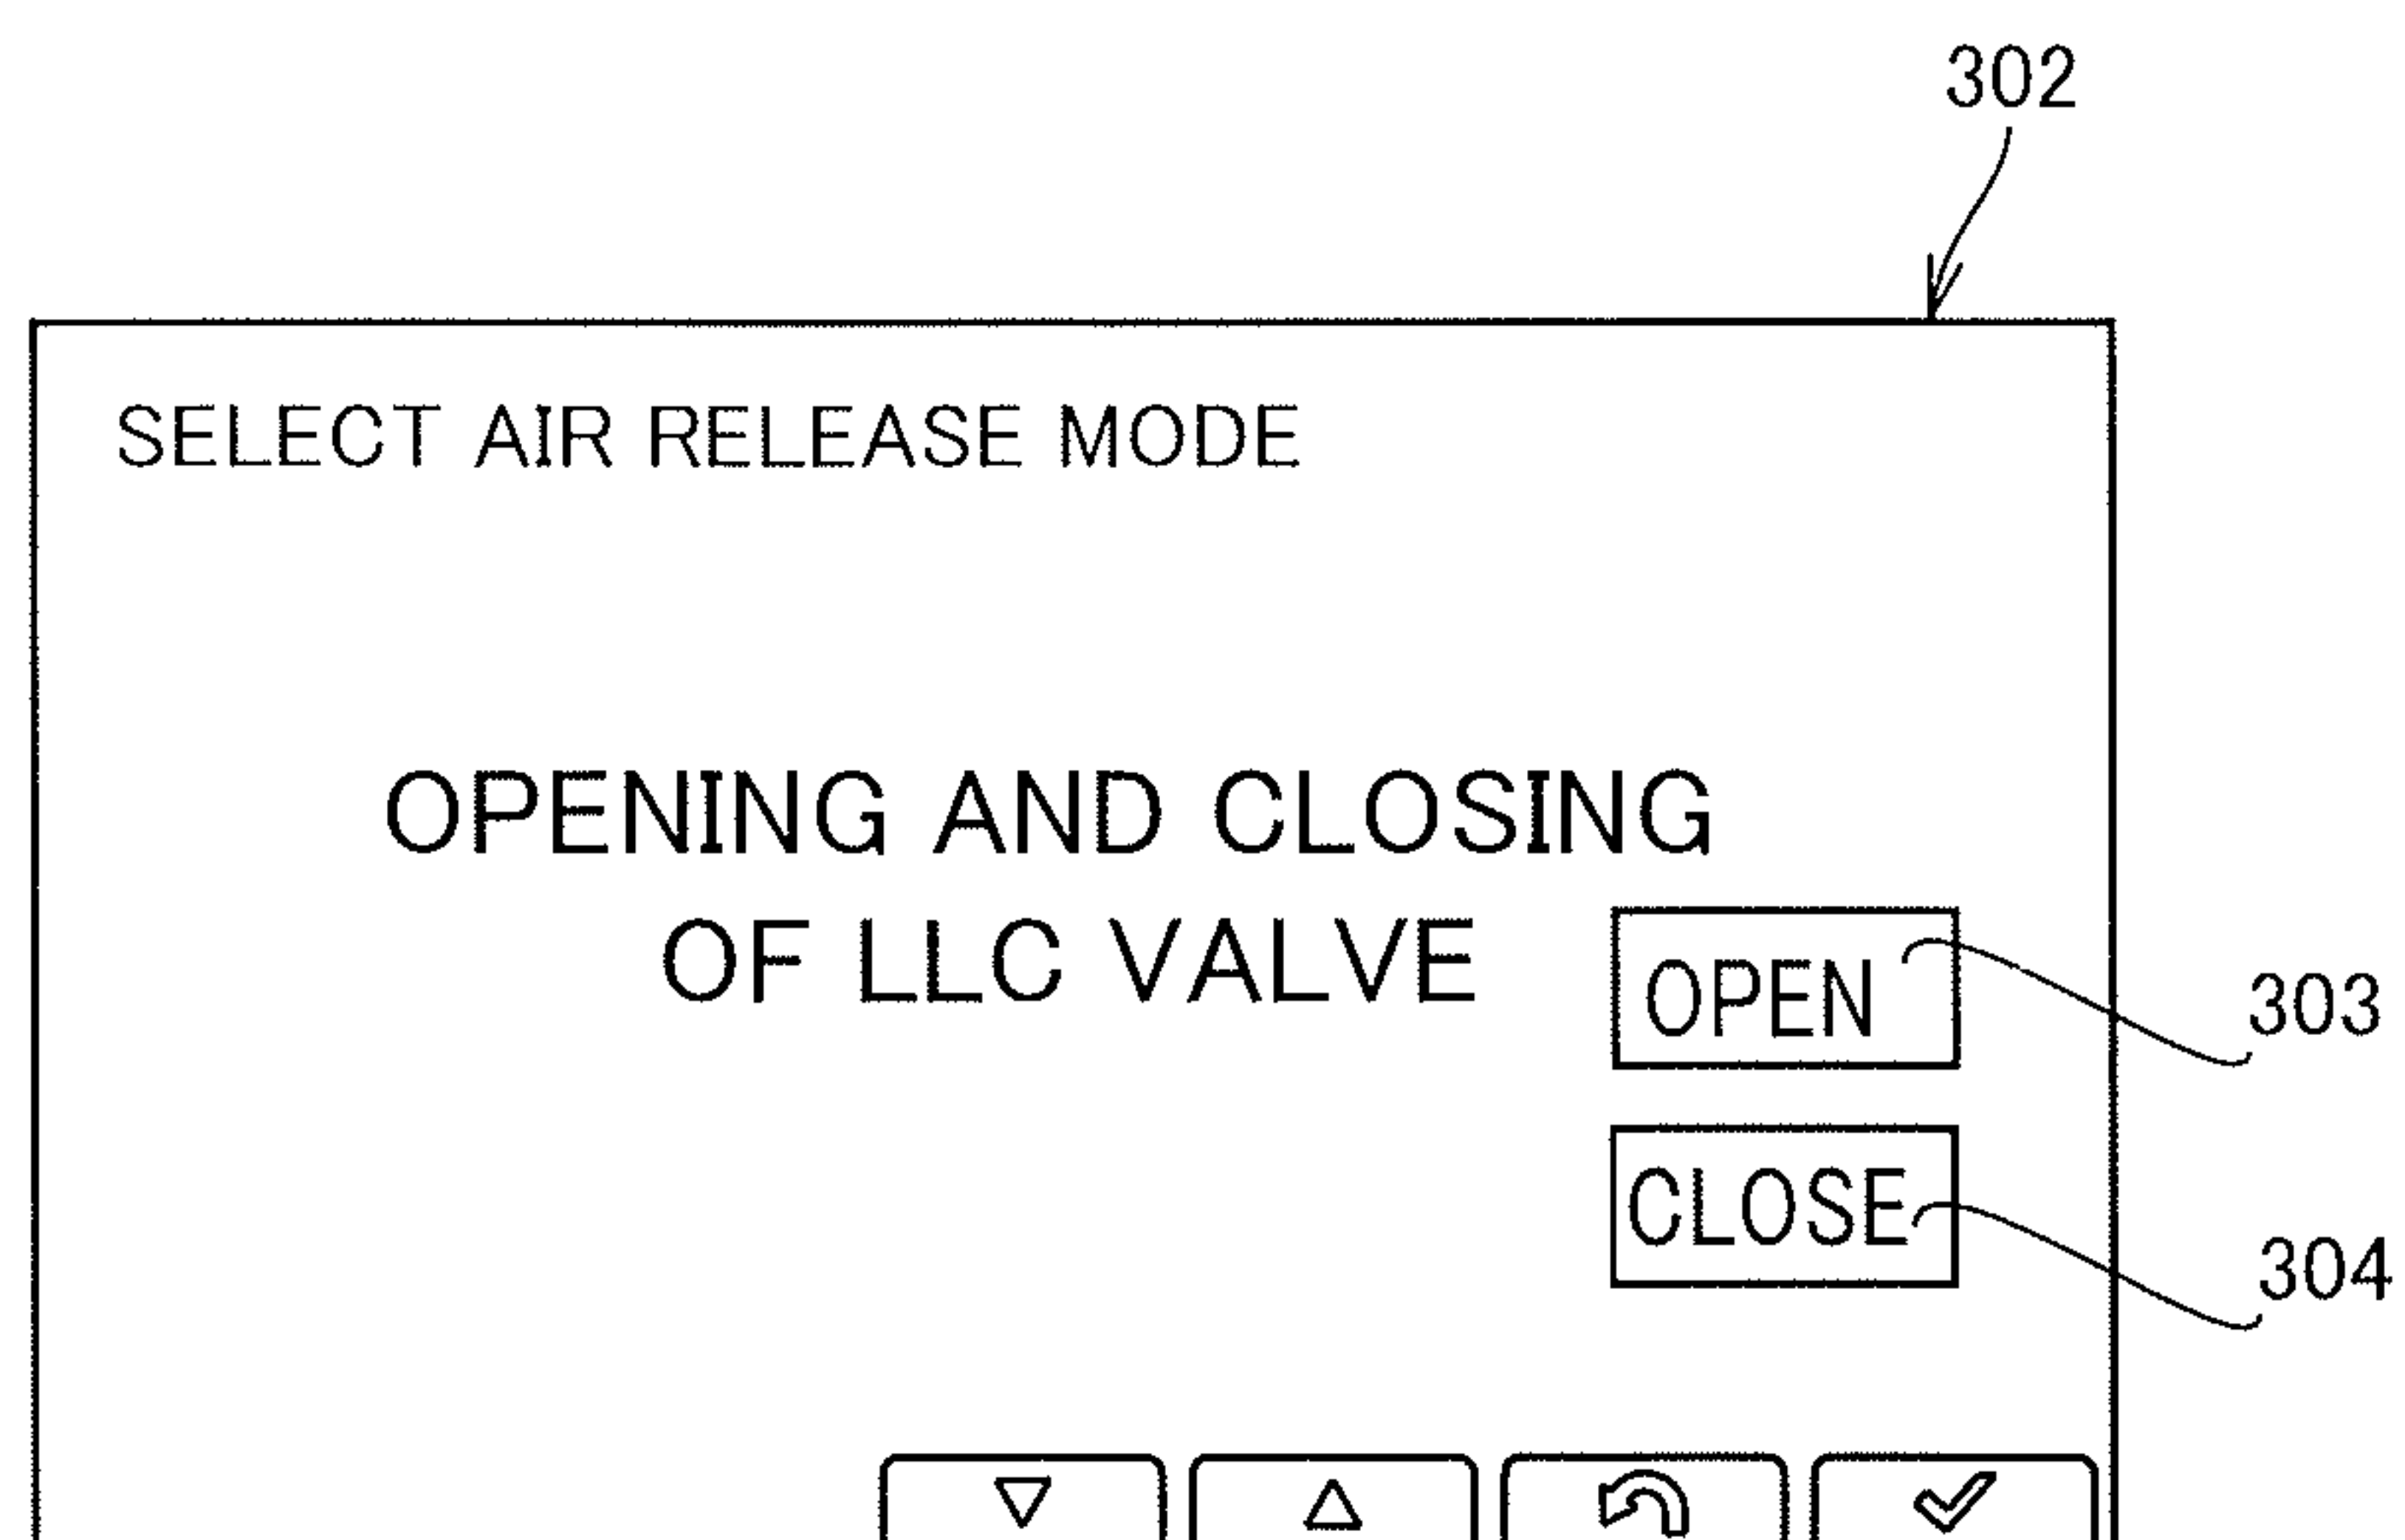 302
SELECT AIR RELEASE MODE
OPENING AND CLOSING
OF LLC VALVE
OPEN
303
CLOSE
304